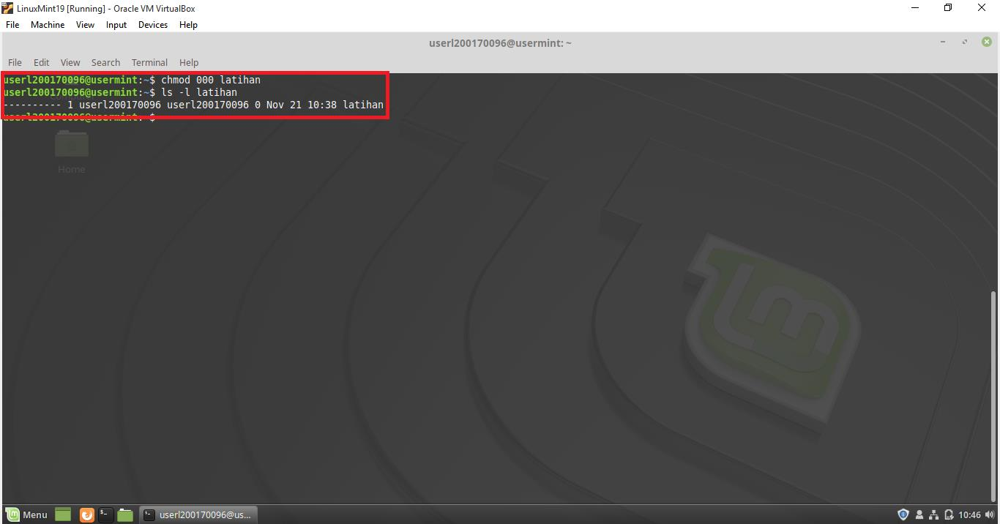 LinuxMint19 [Running] - Oracle VM VirtualBox
File Machine View Input Devices Help
userl200170096@usermint: ~
File Edit View Search Terminal Help
userl200170096@usermint:~$ chmod 000 latihan
userl200170096@usermint:~$ ls -l latihan
---------- 1 userl200170096 userl200170096 0 Nov 21 10:38 latihan
userl200170096@usermint:~$
Home
Menu userl200170096@us... 10:46